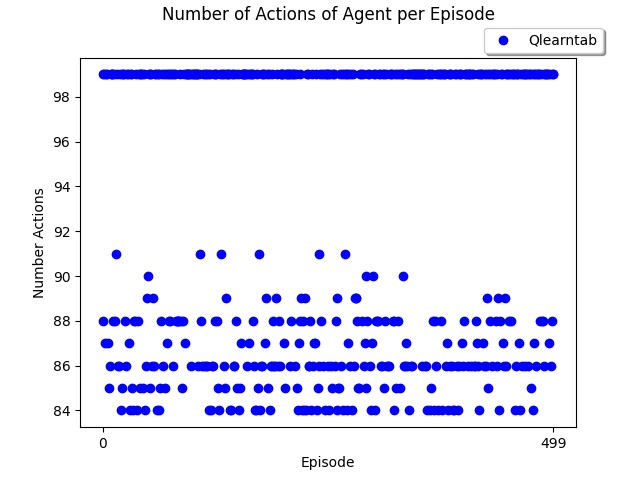 Number of Actions of Agent per Episode
Qlearntab
98
96
94
92
90
88
86
84
Number Actions
0
499
Episode